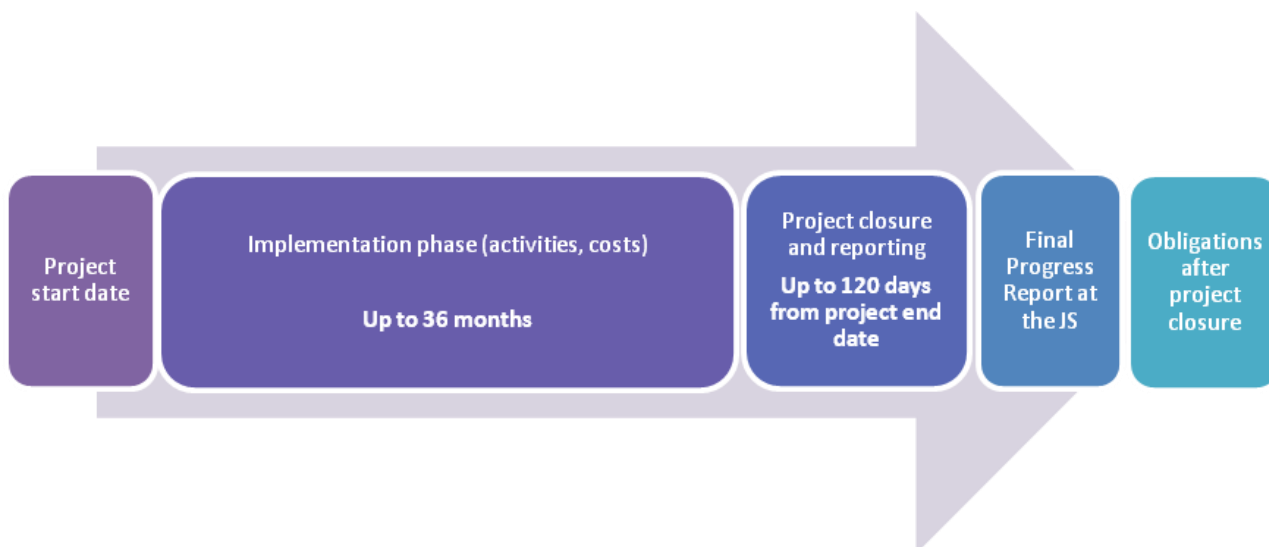 Project
start date
Implementation phase (activities, costs)
Up to 36 months
Project closure
and reporting
Up to 120 days
from project end
date
Final
Progress
Report at
the JS
Obligations
after
project
closure